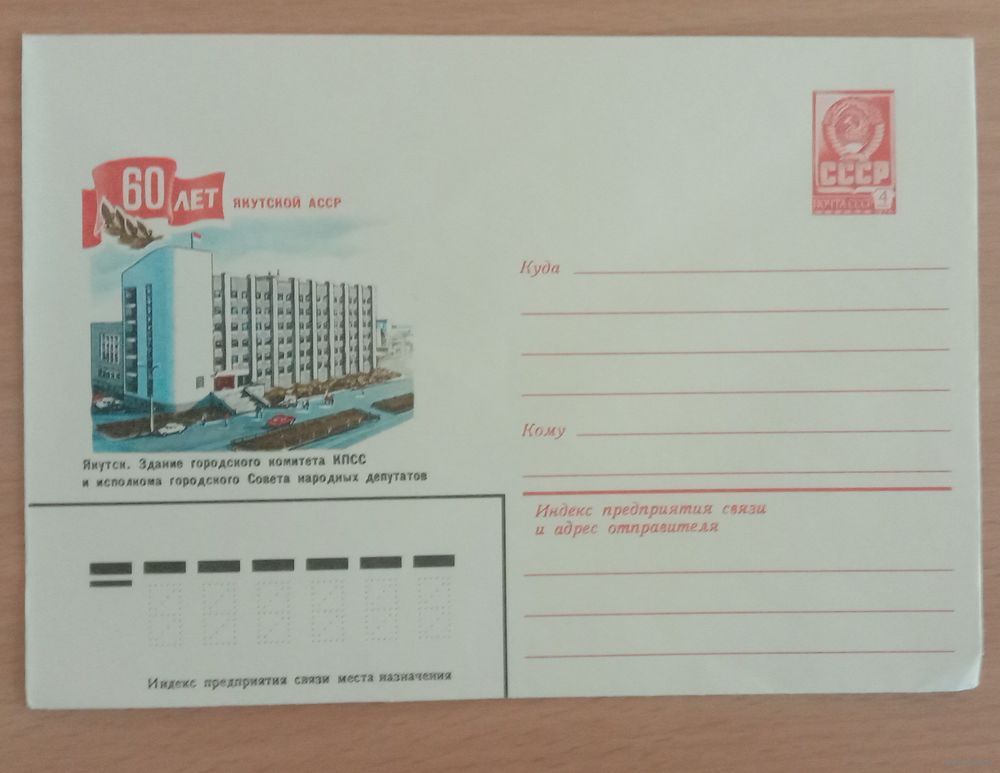 60 ЛЕТ ЯКУТСКОЙ АССР
СССР
ПОЧТА СССР 4
Куда
Якутск. Здание городского комитета КПСС
и исполкома городского Совета народных депутатов
Кому
Индекс предприятия связи
и адрес отправителя
Индекс предприятия связи места назначения